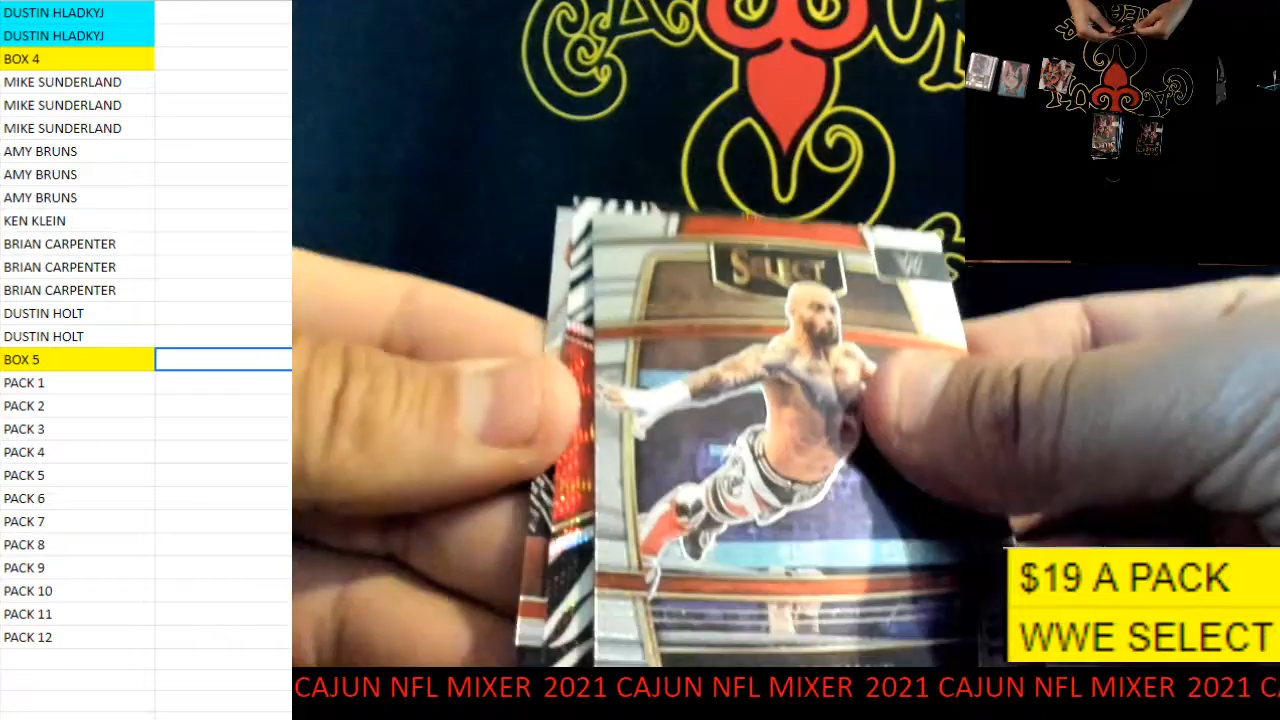 DUSTIN HLADKYJ
DUSTIN HLADKYJ
BOX 4
MIKE SUNDERLAND
MIKE SUNDERLAND
MIKE SUNDERLAND
AMY BRUNS
AMY BRUNS
AMY BRUNS
KEN KLEIN
BRIAN CARPENTER
BRIAN CARPENTER
BRIAN CARPENTER
DUSTIN HOLT
DUSTIN HOLT
BOX 5
PACK 1
PACK 2
PACK 3
PACK 4
PACK 5
PACK 6
PACK 7
PACK 8
PACK 9
PACK 10
PACK 11
PACK 12
SELECT
$19 A PACK
WWE SELECT
CAJUN NFL MIXER 2021 CAJUN NFL MIXER 2021 CAJUN NFL MIXER 2021 C